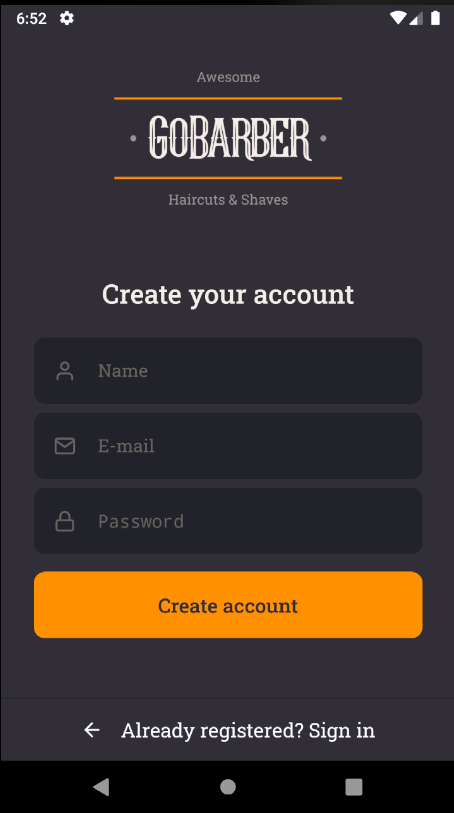 6:52
Awesome
GOBARBER
Haircuts & Shaves
Create your account
Name
E-mail
Password
Create account
Already registered? Sign in